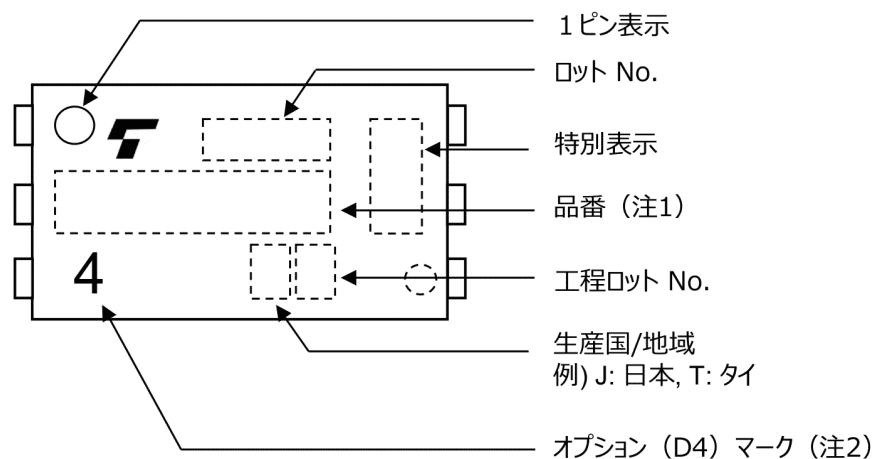 1ピン表示
ロット No.
特別表示
品番（注1）
4
工程ロット No.
生産国/地域
例) J: 日本, T: タイ
オプション（D4）マーク（注2）